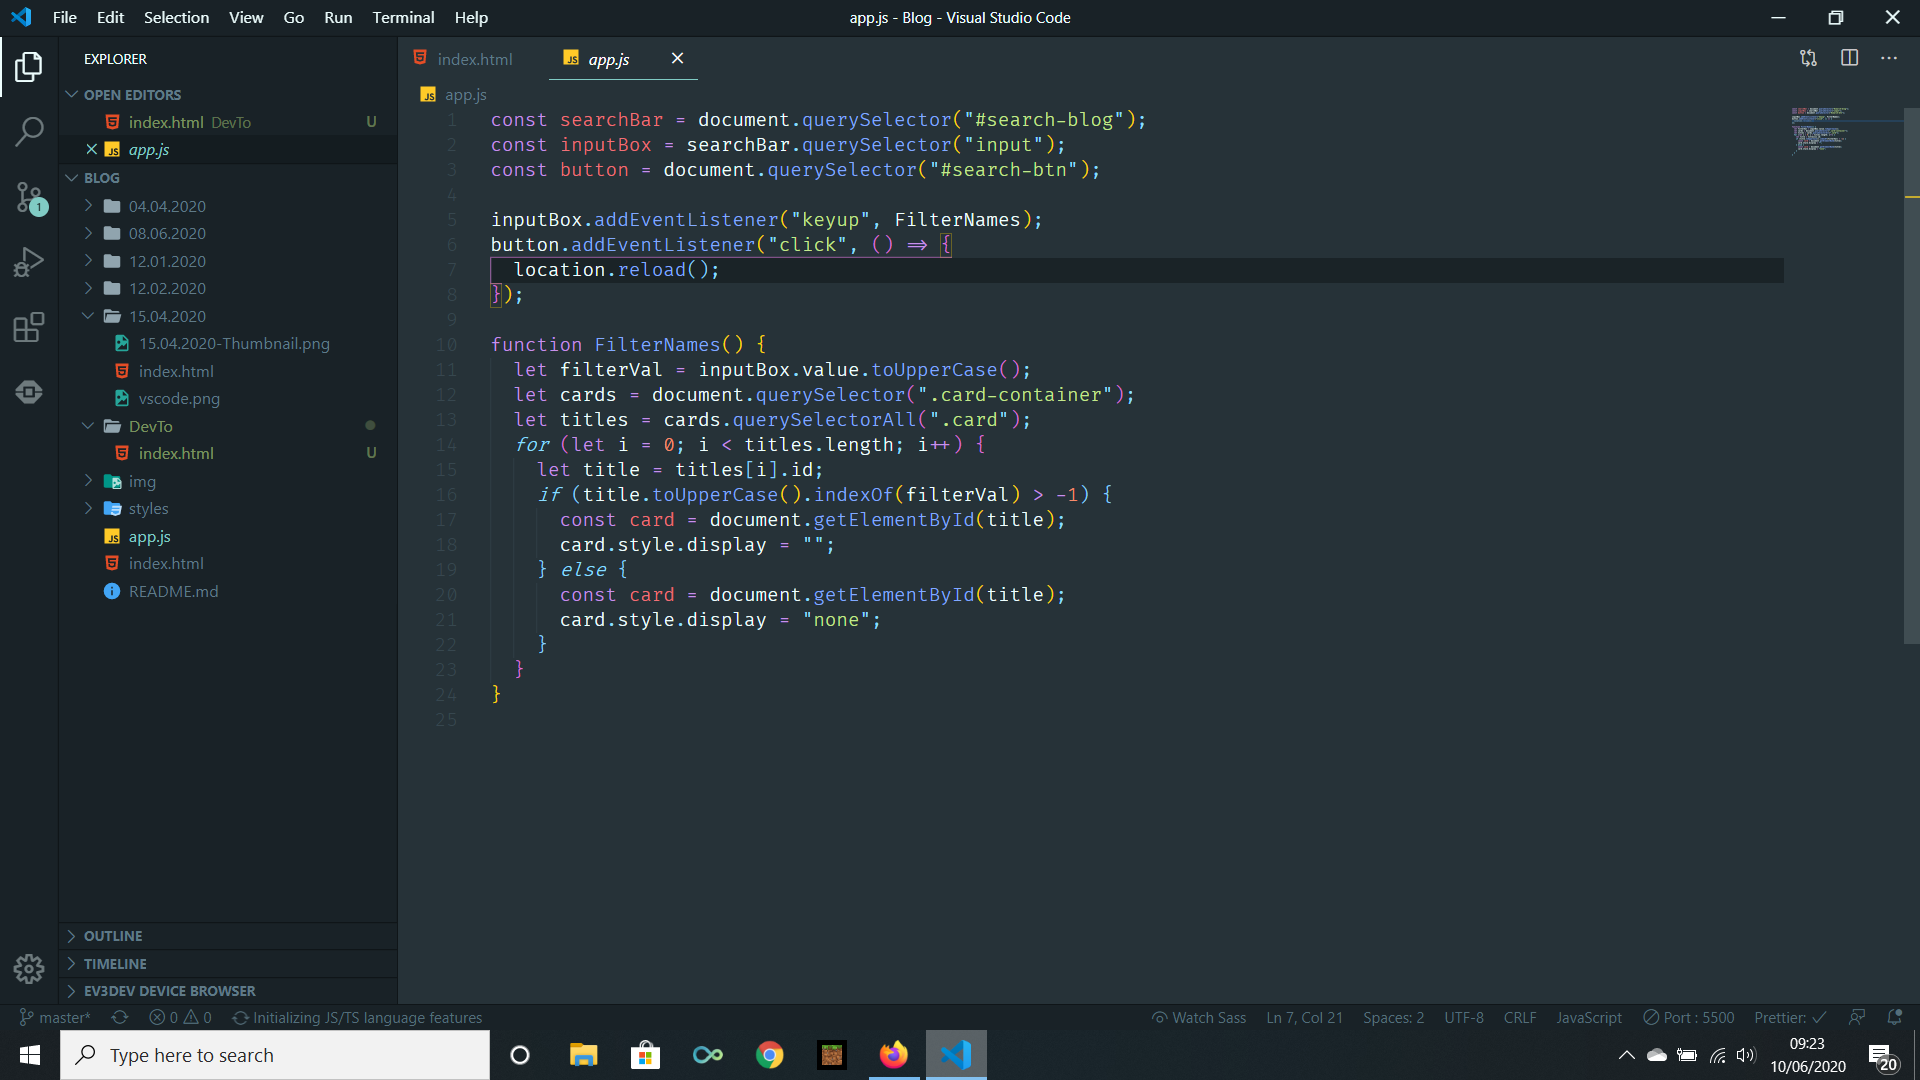 File Edit Selection View Go Run Terminal Help
app.js - Blog - Visual Studio Code
EXPLORER
OPEN EDITORS
index.html DevTo U
app.js
BLOG
04.04.2020
08.06.2020
12.01.2020
12.02.2020
15.04.2020
15.04.2020-Thumbnail.png
index.html
vscode.png
DevTo
index.html U
img
styles
app.js
index.html
README.md
OUTLINE
TIMELINE
EV3DEV DEVICE BROWSER
1
index.html
app.js
app.js
1 const searchBar = document.querySelector("#search-blog");
2 const inputBox = searchBar.querySelector("input");
3 const button = document.querySelector("#search-btn");
4
5 inputBox.addEventListener("keyup", FilterNames);
6 button.addEventListener("click", () => {
7   location.reload();
8 });
9
10 function FilterNames() {
11   let filterVal = inputBox.value.toUpperCase();
12   let cards = document.querySelector(".card-container");
13   let titles = cards.querySelectorAll(".card");
14   for (let i = 0; i < titles.length; i++) {
15     let title = titles[i].id;
16     if (title.toUpperCase().indexOf(filterVal) > -1) {
17       const card = document.getElementById(title);
18       card.style.display = "";
19     } else {
20       const card = document.getElementById(title);
21       card.style.display = "none";
22     }
23   }
24 }
25
master* 0 0 Initializing JS/TS language features
Watch Sass Ln 7, Col 21 Spaces: 2 UTF-8 CRLF JavaScript Port : 5500 Prettier: ✓
Type here to search
09:23
10/06/2020
20